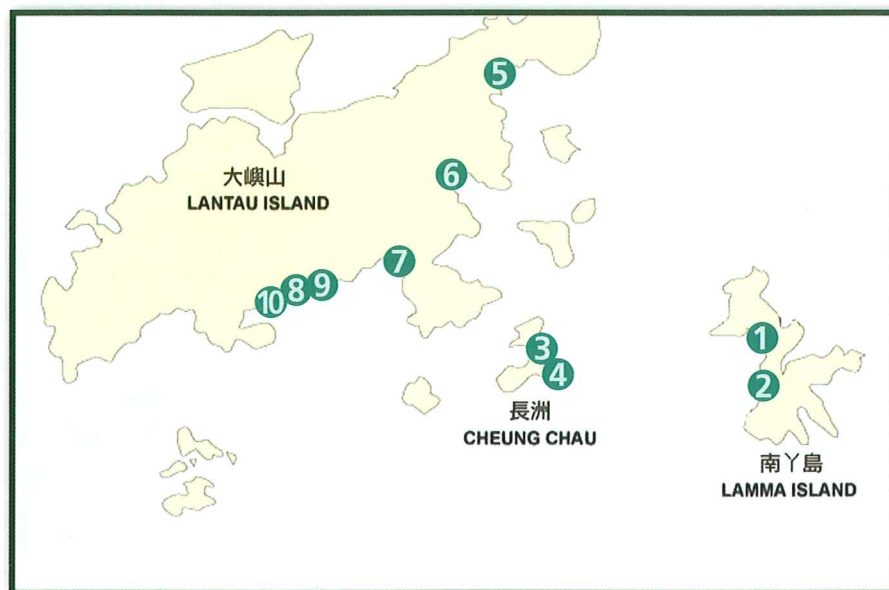 5
大嶼山
LANTAU ISLAND
6
7
10 8 9
1
3
2
4
長洲
CHEUNG CHAU
南丫島
LAMMA ISLAND